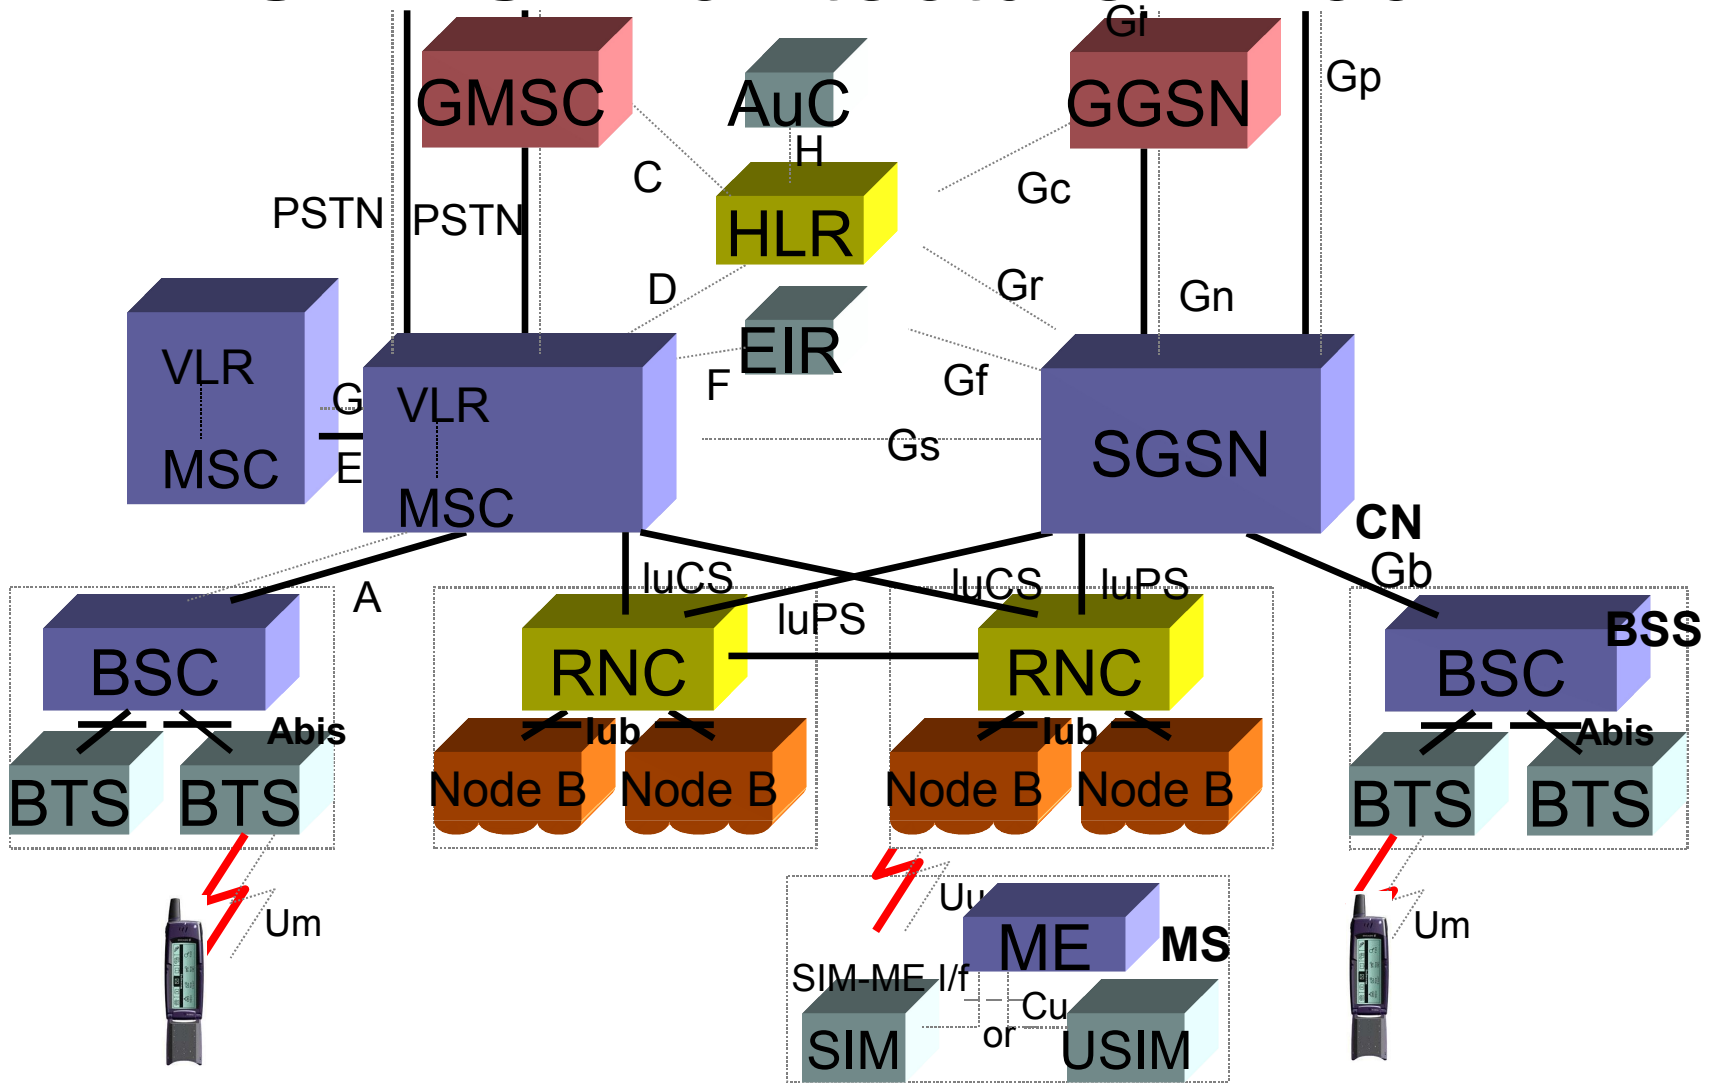 Gi
GMSC
AuC
GGSN
Gp
H
C
Gc
PSTN
PSTN
HLR
D
Gr
Gn
EIR
VLR
G
VLR
F
Gf
MSC
E
Gs
SGSN
MSC
CN
A
IuCS
IuCS
IuPS
Gb
IuPS
BSS
BSC
RNC
RNC
BSC
Abis
Iub
Iub
Abis
BTS
BTS
Node B
Node B
Node B
Node B
BTS
BTS
Um
Uu
Um
ME
MS
SIM-ME I/f
Cu
or
SIM
USIM